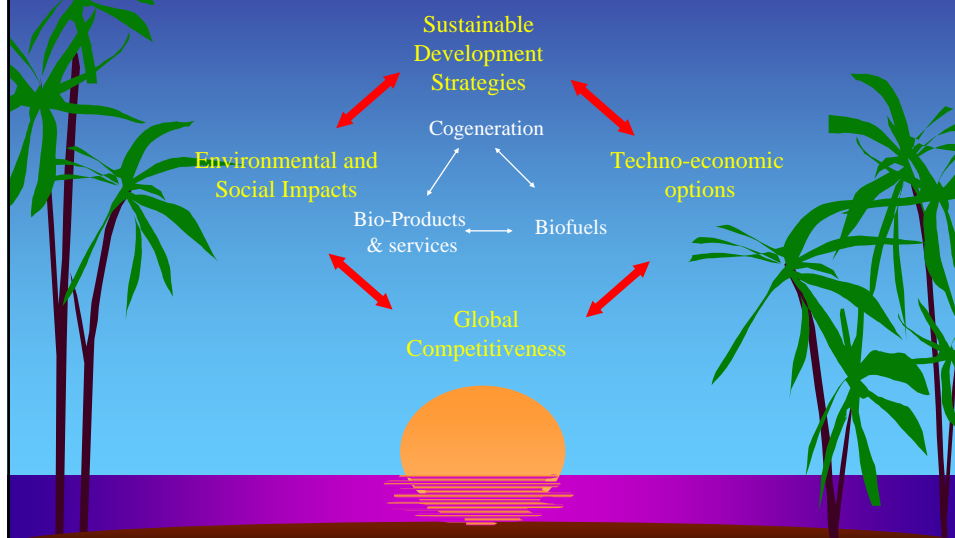 Sustainable
Development
Strategies
Cogeneration
Environmental and
Social Impacts
Techno-economic
options
Bio-Products
& services
Biofuels
Global
Competitiveness